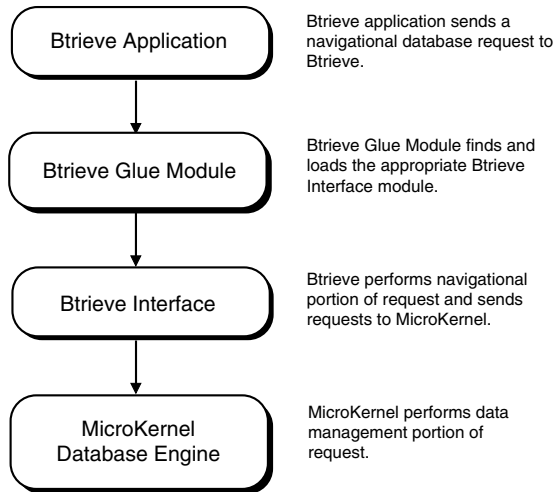 Btrieve Application
Btrieve application sends a
navigational database request to
Btrieve.
Btrieve Glue Module
Btrieve Glue Module finds and
loads the appropriate Btrieve
Interface module.
Btrieve Interface
Btrieve performs navigational
portion of request and sends
requests to MicroKernel.
MicroKernel
Database Engine
MicroKernel performs data
management portion of
request.